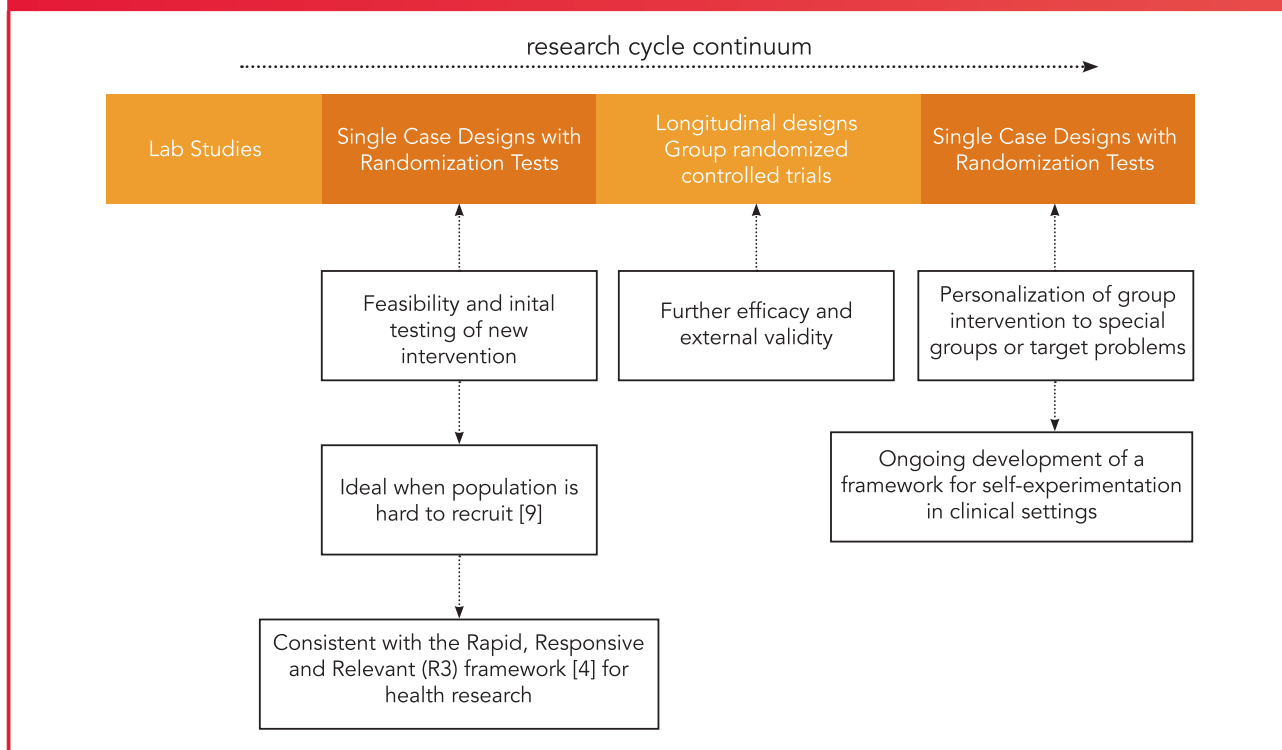 research cycle continuum
Lab Studies
Single Case Designs with
Randomization Tests
Longitudinal designs
Group randomized
controlled trials
Single Case Designs with
Randomization Tests
Feasibility and inital
testing of new
intervention
Further efficacy and
external validity
Personalization of group
intervention to special
groups or target problems
Ideal when population is
hard to recruit [9]
Ongoing development of a
framework for self-experimentation
in clinical settings
Consistent with the Rapid, Responsive
and Relevant (R3) framework [4] for
health research